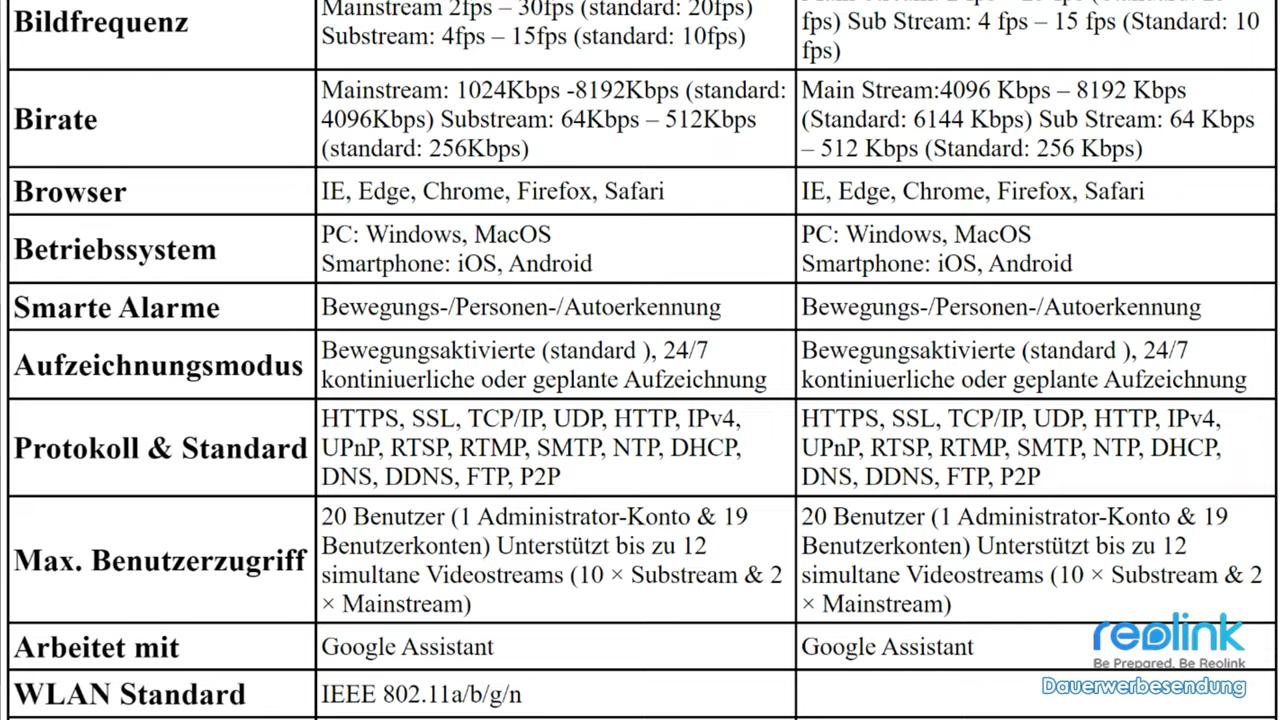 Bildfrequenz
Mainstream 2fps – 30fps (standard: 20fps)
Substream: 4fps – 15fps (standard: 10fps)
fps) Sub Stream: 4 fps – 15 fps (Standard: 10
fps)
Birate
Mainstream: 1024Kbps -8192Kbps (standard:
4096Kbps) Substream: 64Kbps – 512Kbps
(standard: 256Kbps)
Main Stream:4096 Kbps – 8192 Kbps
(Standard: 6144 Kbps) Sub Stream: 64 Kbps
– 512 Kbps (Standard: 256 Kbps)
Browser
IE, Edge, Chrome, Firefox, Safari
IE, Edge, Chrome, Firefox, Safari
Betriebssystem
PC: Windows, MacOS
Smartphone: iOS, Android
PC: Windows, MacOS
Smartphone: iOS, Android
Smarte Alarme
Bewegungs-/Personen-/Autoerkennung
Bewegungs-/Personen-/Autoerkennung
Aufzeichnungsmodus
Bewegungsaktivierte (standard ), 24/7
kontiniuerliche oder geplante Aufzeichnung
Bewegungsaktivierte (standard ), 24/7
kontiniuerliche oder geplante Aufzeichnung
Protokoll & Standard
HTTPS, SSL, TCP/IP, UDP, HTTP, IPv4,
UPnP, RTSP, RTMP, SMTP, NTP, DHCP,
DNS, DDNS, FTP, P2P
HTTPS, SSL, TCP/IP, UDP, HTTP, IPv4,
UPnP, RTSP, RTMP, SMTP, NTP, DHCP,
DNS, DDNS, FTP, P2P
Max. Benutzerzugriff
20 Benutzer (1 Administrator-Konto & 19
Benutzerkonten) Unterstützt bis zu 12
simultane Videostreams (10 × Substream & 2
× Mainstream)
20 Benutzer (1 Administrator-Konto & 19
Benutzerkonten) Unterstützt bis zu 12
simultane Videostreams (10 × Substream & 2
× Mainstream)
Arbeitet mit
Google Assistant
Google Assistant
WLAN Standard
IEEE 802.11a/b/g/n
reolink
Be Prepared, Be Reolink
Dauerwerbesendung